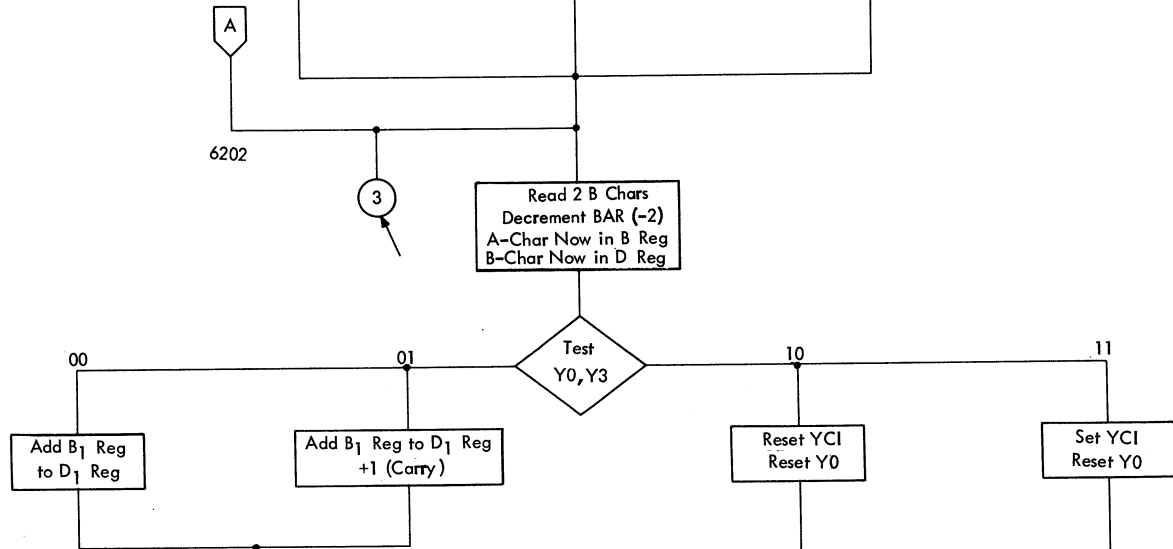 A
6202
3
Read 2 B Chars
Decrement BAR (-2)
A-Char Now in B Reg
B-Char Now in D Reg
Test
Y0, Y3
00
01
10
11
Add B1 Reg
to D1 Reg
Add B1 Reg to D1 Reg
+1 (Carry)
Reset YCI
Reset Y0
Set YCI
Reset Y0